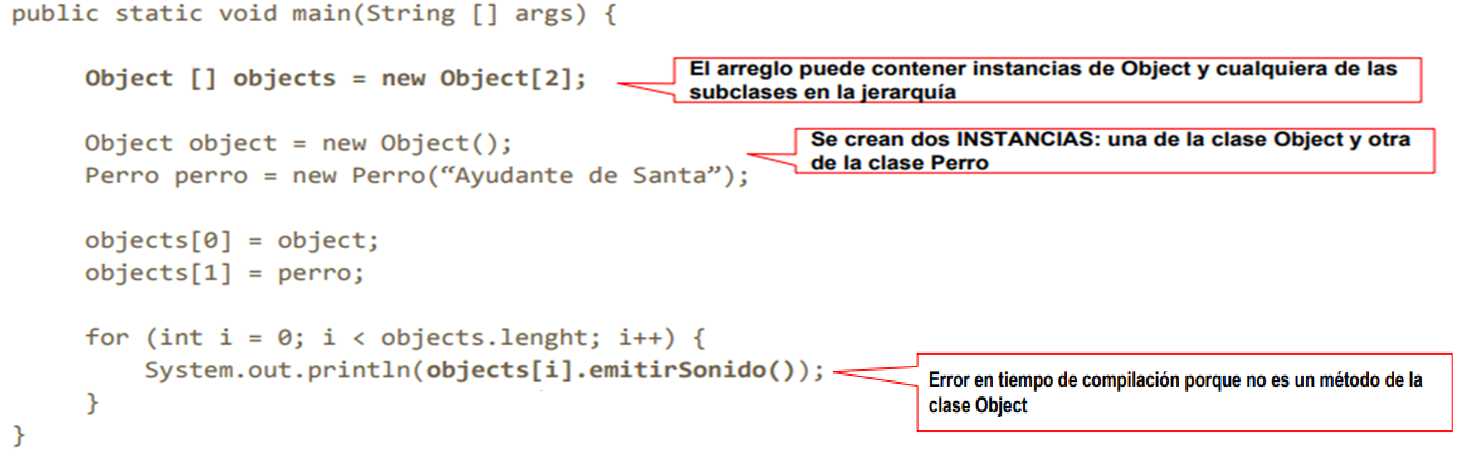 public static void main(String [] args) {
Object [] objects = new Object[2];
El arreglo puede contener instancias de Object y cualquiera de las
subclases en la jerarquía
Object object = new Object();
Perro perro = new Perro(“Ayudante de Santa”);
Se crean dos INSTANCIAS: una de la clase Object y otra
de la clase Perro
objects[0] = object;
objects[1] = perro;
for (int i = 0; i < objects.lenght; i++) {
System.out.println(objects[i].emitirSonido());
Error en tiempo de compilación porque no es un método de la
clase Object
}
}